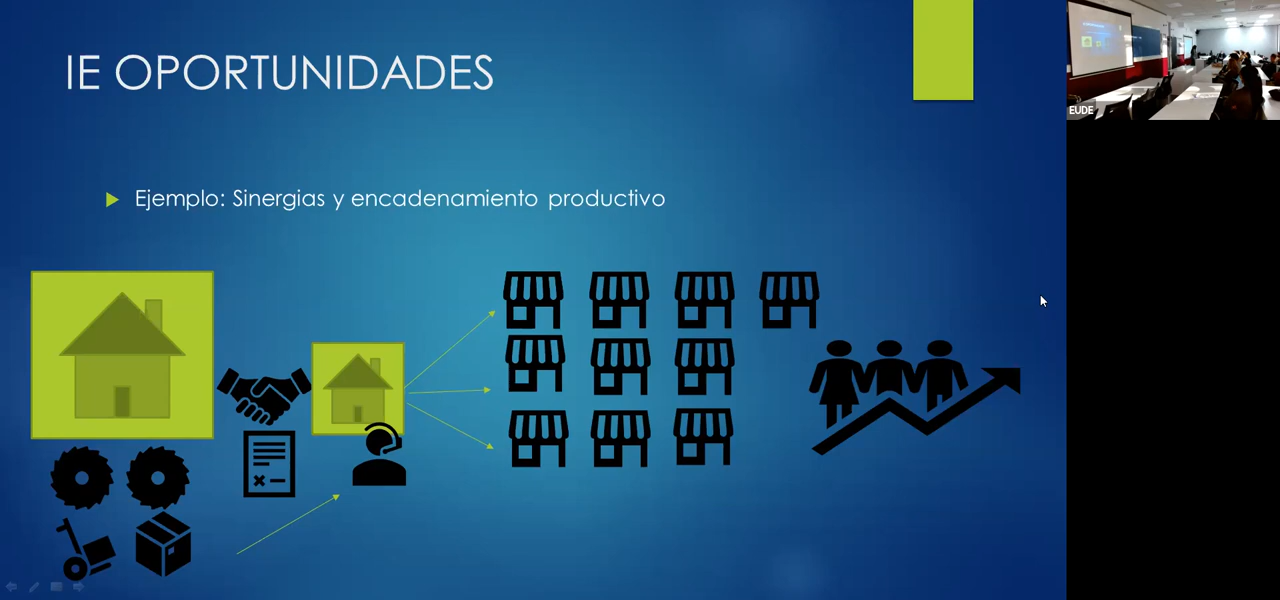 IE OPORTUNIDADES
Ejemplo: Sinergias y encadenamiento productivo
EUDE